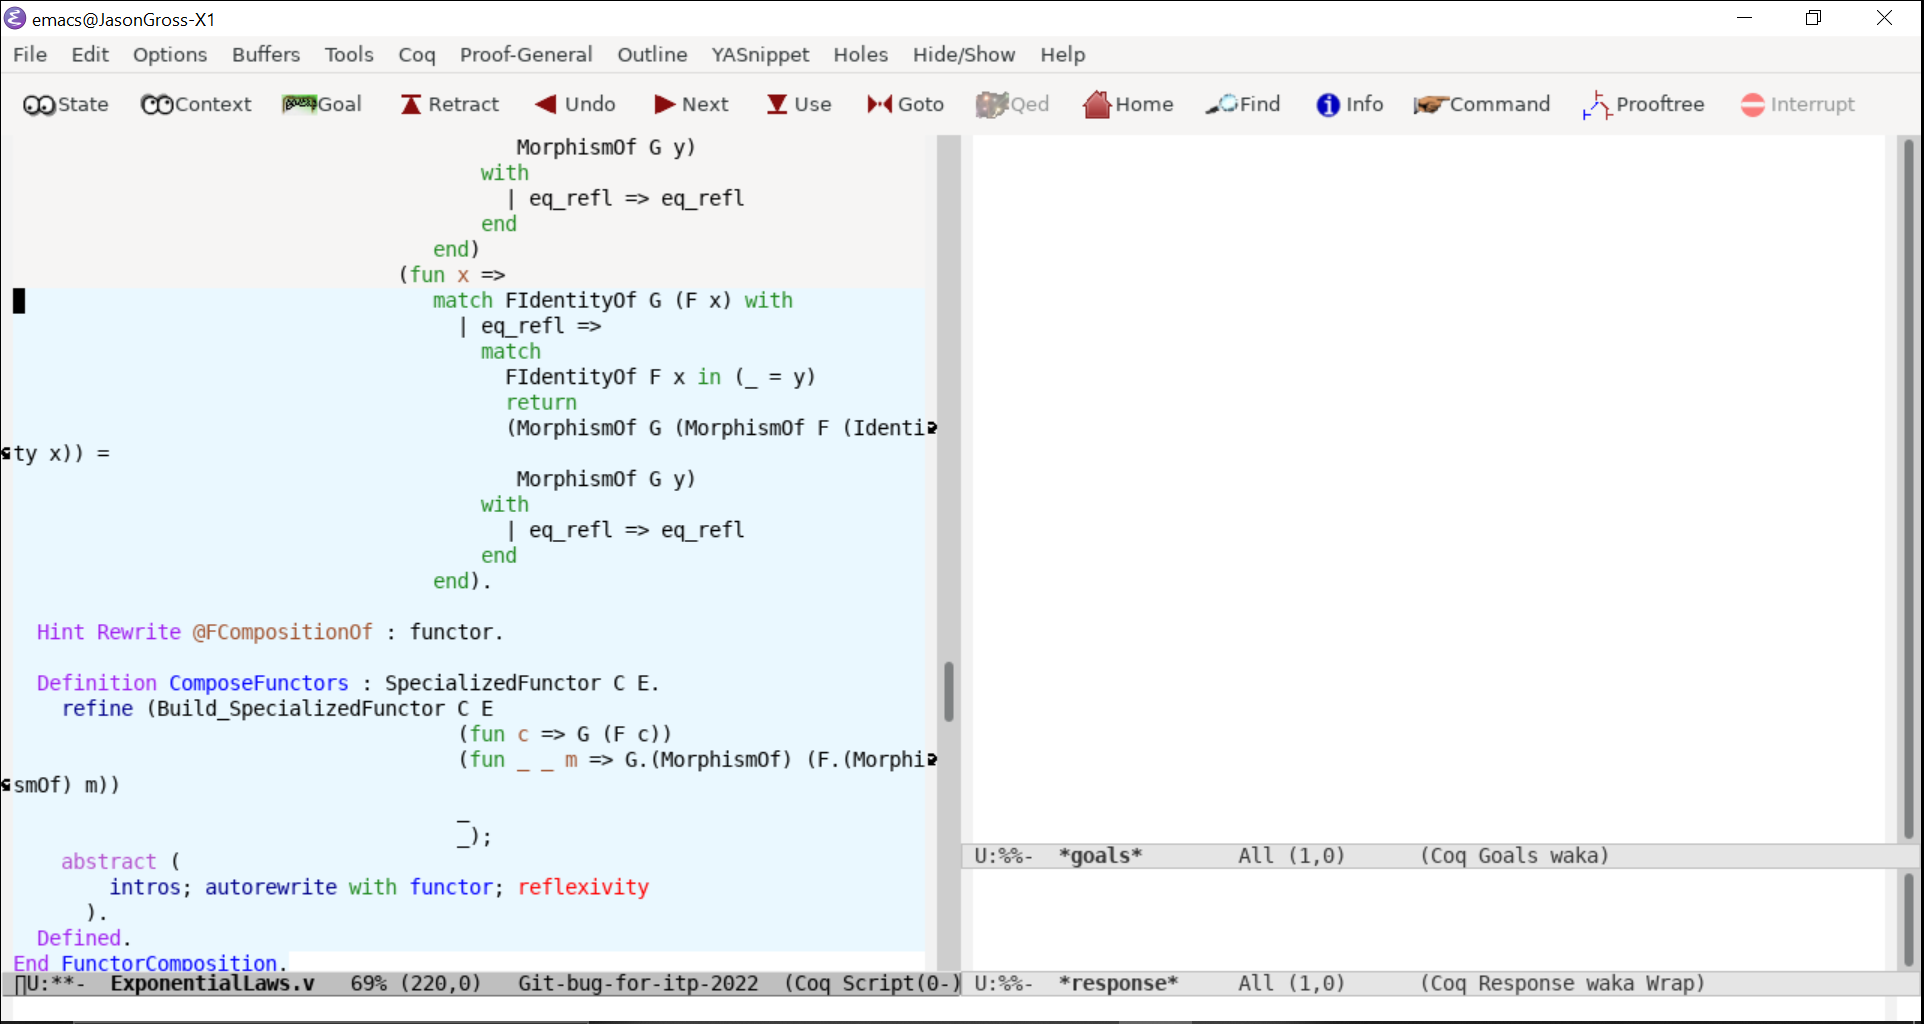 emacs@JasonGross-X1
File Edit Options Buffers Tools Coq Proof-General Outline YASnippet Holes Hide/Show Help
State Context Goal Retract Undo Next Use Goto Qed Home Find Info Command Prooftree Interrupt
MorphismOf G y)
with
| eq_refl => eq_refl
end
end)
(fun x =>
match FIdentityOf G (F x) with
| eq_refl =>
match
FIdentityOf F x in (_ = y)
return
(MorphismOf G (MorphismOf F (Identi
ty x)) =
MorphismOf G y)
with
| eq_refl => eq_refl
end
end).
Hint Rewrite @FCompositionOf : functor.
Definition ComposeFunctors : SpecializedFunctor C E.
refine (Build_SpecializedFunctor C E
(fun c => G (F c))
(fun _ _ m => G.(MorphismOf) (F.(Morphi
smOf) m))
_
_);
abstract (
intros; autorewrite with functor; reflexivity
).
Defined.
End FunctorComposition.
U:**- ExponentialLaws.v 69% (220,0) Git-bug-for-itp-2022 (Coq Script(0-)
U:%%- *goals* All (1,0) (Coq Goals waka)
U:%%- *response* All (1,0) (Coq Response waka Wrap)